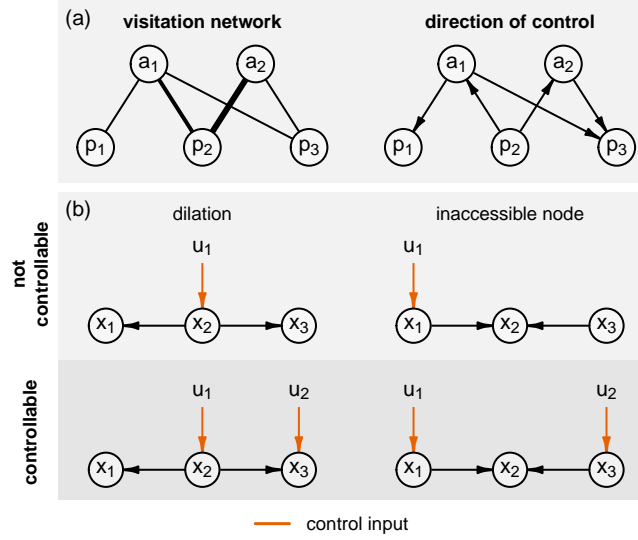 (a) visitation network direction of control
a1 a2 a1 a2
p1 p2 p3 p1 p2 p3
(b) dilation inaccessible node
not controllable
u1 u1
x1 x2 x3 x1 x2 x3
controllable
u1 u2 u1 u2
x1 x2 x3 x1 x2 x3
control input